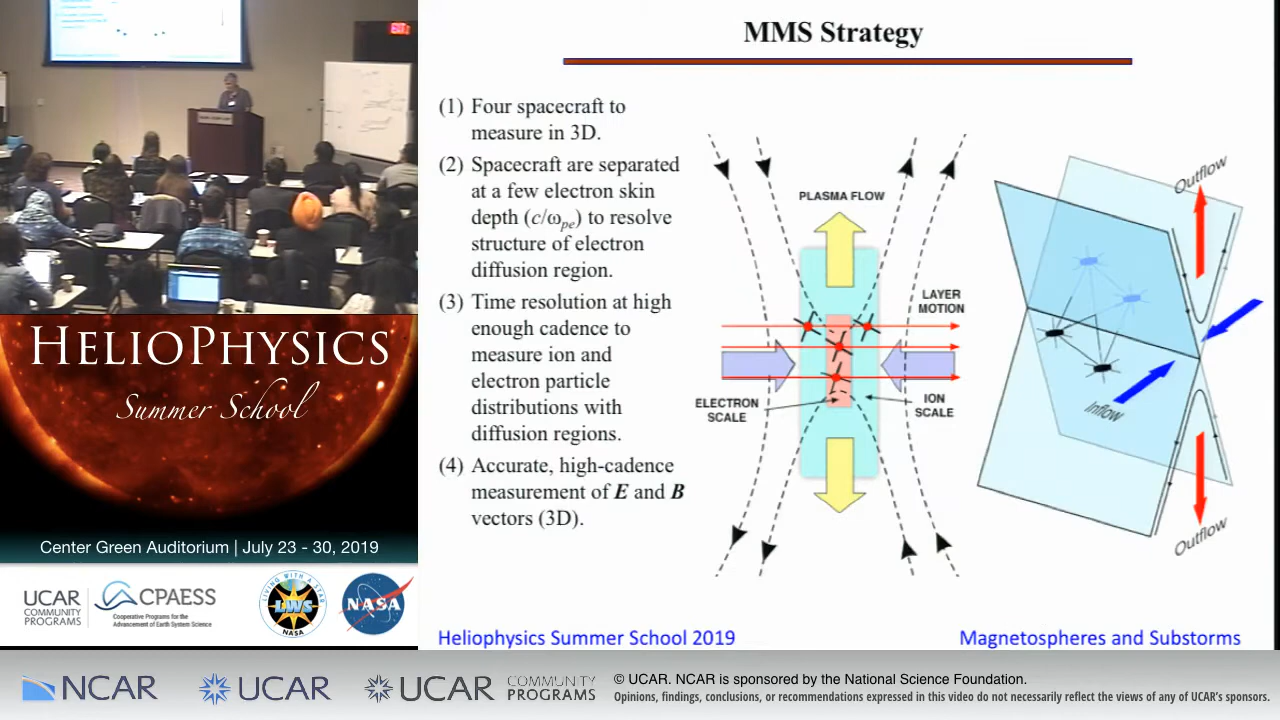 EXIT
MMS Strategy
(1) Four spacecraft to
measure in 3D.
(2) Spacecraft are separated
at a few electron skin
depth (c/ωpe) to resolve
structure of electron
diffusion region.
(3) Time resolution at high
enough cadence to
measure ion and
electron particle
distributions with
diffusion regions.
(4) Accurate, high-cadence
measurement of E and B
vectors (3D).
PLASMA FLOW
LAYER
MOTION
ELECTRON
SCALE
ION
SCALE
Outflow
Inflow
Outflow
Heliophysics Summer School 2019
Magnetospheres and Substorms
HELIOPHYSICS
Summer School
Center Green Auditorium | July 23 - 30, 2019
UCAR
COMMUNITY
PROGRAMS
CPAESS
Cooperative Programs for the
Advancement of Earth System Science
LIVING WITH A STAR
LWS
NASA
NASA
NCAR
UCAR
UCAR
COMMUNITY
PROGRAMS
© UCAR. NCAR is sponsored by the National Science Foundation.
Opinions, findings, conclusions, or recommendations expressed in this video do not necessarily reflect the views of any of UCAR's sponsors.